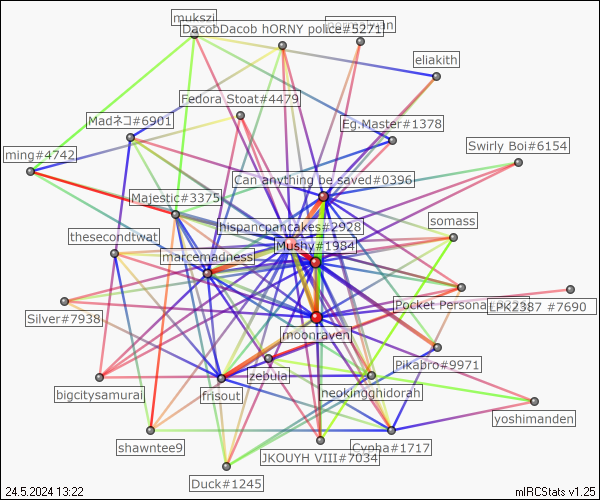 mukszi
DacobDacob hORNY police#5271
eliakith
Fedora Stoat#4479
Madネコ#6901
Eg.Master#1378
Swirly Boi#6154
ming#4742
Can anything be saved#0396
Majestic#3375
hispancpancakes#2928
somass
thesecondtwat
Mushy#1984
marcemadness
Silver#7938
Pocket Persona
LPK2387 #7690
moonraven
Pikabro#9971
zebuia
bigcitysamurai
frisout
neokingghidorah
yoshimanden
shawntee9
Cypha#1717
JKOUYH VIII#7034
Duck#1245
24.5.2024 13:22
mIRCStats v1.25